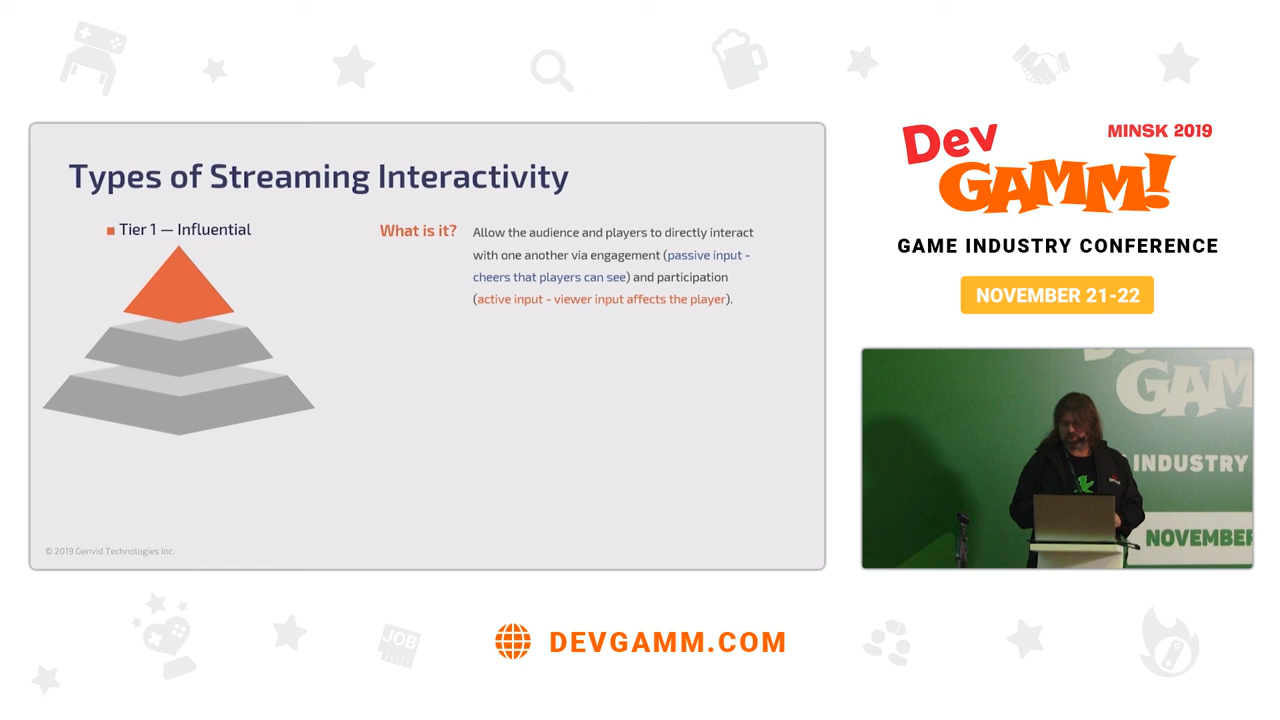 Types of Streaming Interactivity
Tier 1 — Influential
What is it?
Allow the audience and players to directly interact
with one another via engagement (passive input -
cheers that players can see) and participation
(active input - viewer input affects the player).
© 2019 Genvid Technologies Inc.
Dev
GAMM!
MINSK 2019
GAME INDUSTRY CONFERENCE
NOVEMBER 21-22
GAM
INDUSTRY
NOVEMBER
JOB
DEVGAMM.COM